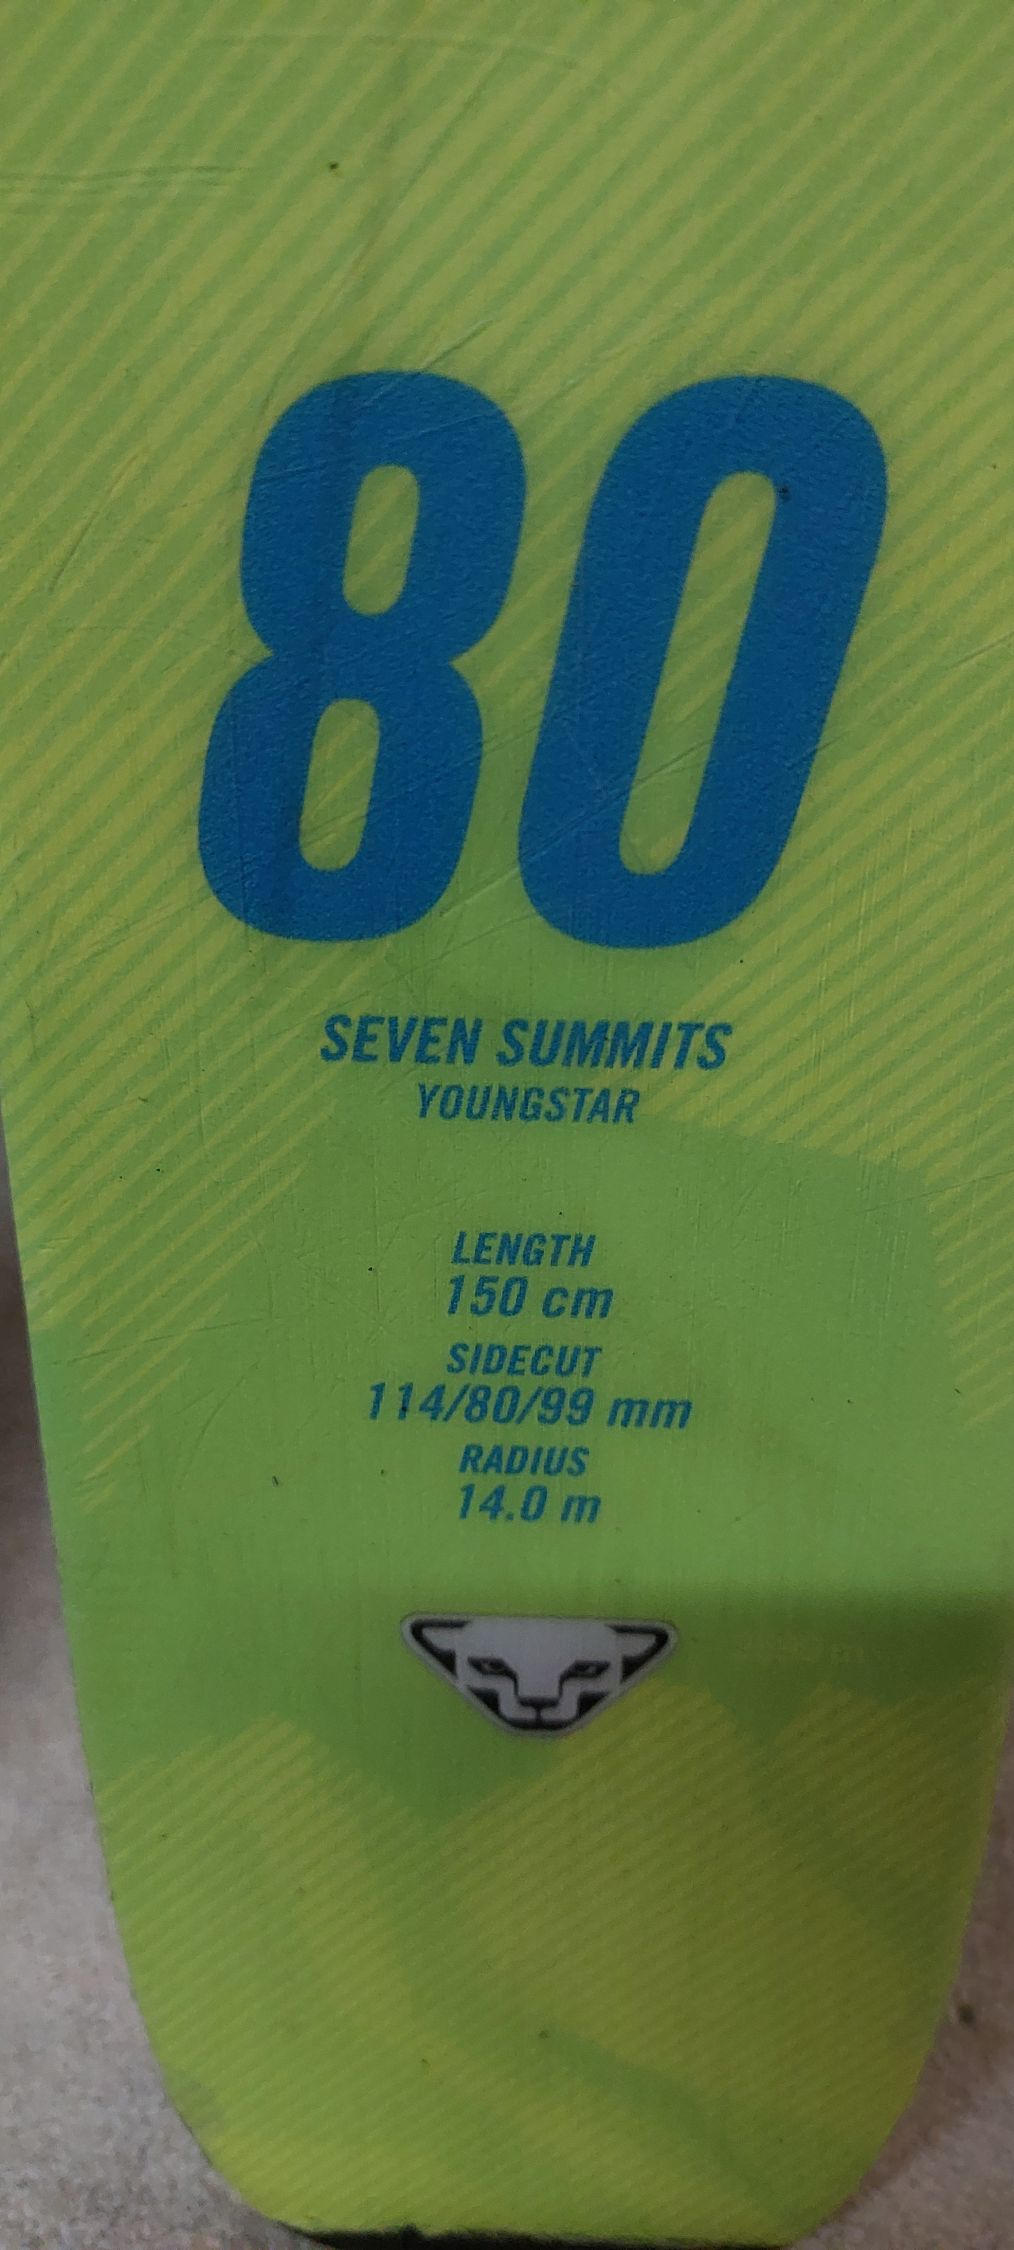 80
SEVEN SUMMITS
YOUNGSTAR
LENGTH
150 cm
SIDECUT
114/80/99 mm
RADIUS
14.0 m